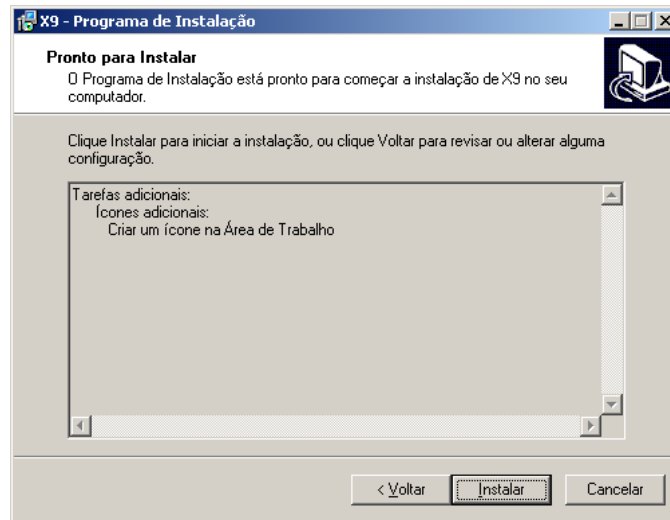 X9 - Programa de Instalação
Pronto para Instalar
O Programa de Instalação está pronto para começar a instalação de X9 no seu
computador.
Clique Instalar para iniciar a instalação, ou clique Voltar para revisar ou alterar alguma
configuração.
Tarefas adicionais:
Ícones adicionais:
Criar um ícone na Área de Trabalho
< Voltar
Instalar
Cancelar